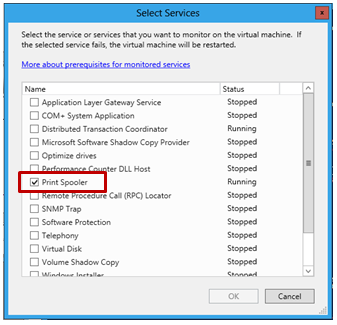 Select Services
x
Select the service or services that you want to monitor on the virtual machine. If
the selected service fails, the virtual machine will be restarted.
More about prerequisites for monitored services
Name Status
Application Layer Gateway Service Stopped
COM+ System Application Stopped
Distributed Transaction Coordinator Running
Microsoft Software Shadow Copy Provider Stopped
Optimize drives Stopped
Performance Counter DLL Host Stopped
Print Spooler Running
Remote Procedure Call (RPC) Locator Stopped
SNMP Trap Stopped
Software Protection Stopped
Telephony Stopped
Virtual Disk Stopped
Volume Shadow Copy Stopped
Windows Installer Stopped
OK Cancel